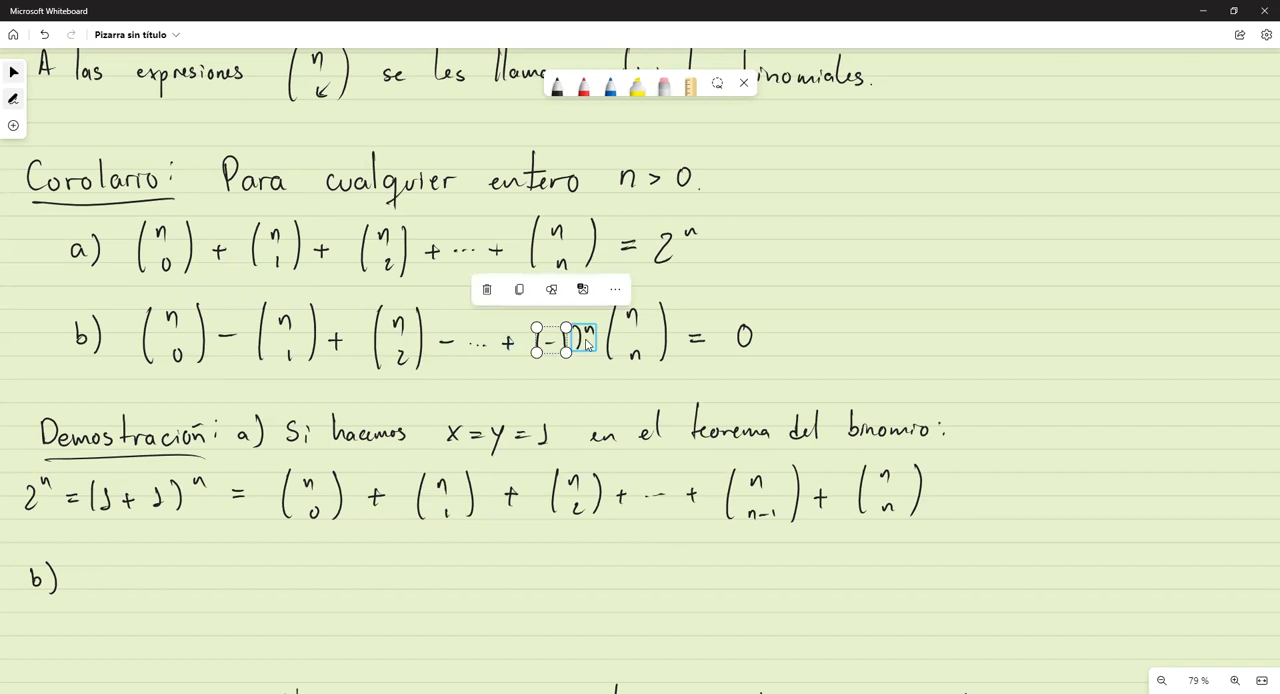 Microsoft Whiteboard
Pizarra sin título
A las expresiones (n ↙) se les binomiales.
Corolario: Para cualquier entero n > 0.
a) (n 0) + (n 1) + (n 2) + ... + (n n) = 2^n
b) (n 0) - (n 1) + (n 2) - ... + (-1)^n (n n) = 0
Demostración: a) Si hacemos x = y = 1 en el teorema del binomio:
2^n = (1 + 1)^n = (n 0) + (n 1) + (n 2) + ... + (n n-1) + (n n)
b)
79 %